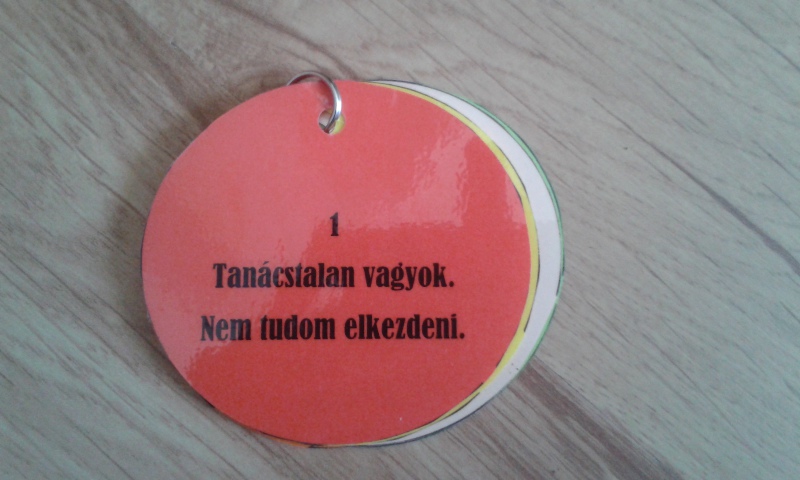 1
Tanácstalan vagyok.
Nem tudom elkezdeni.